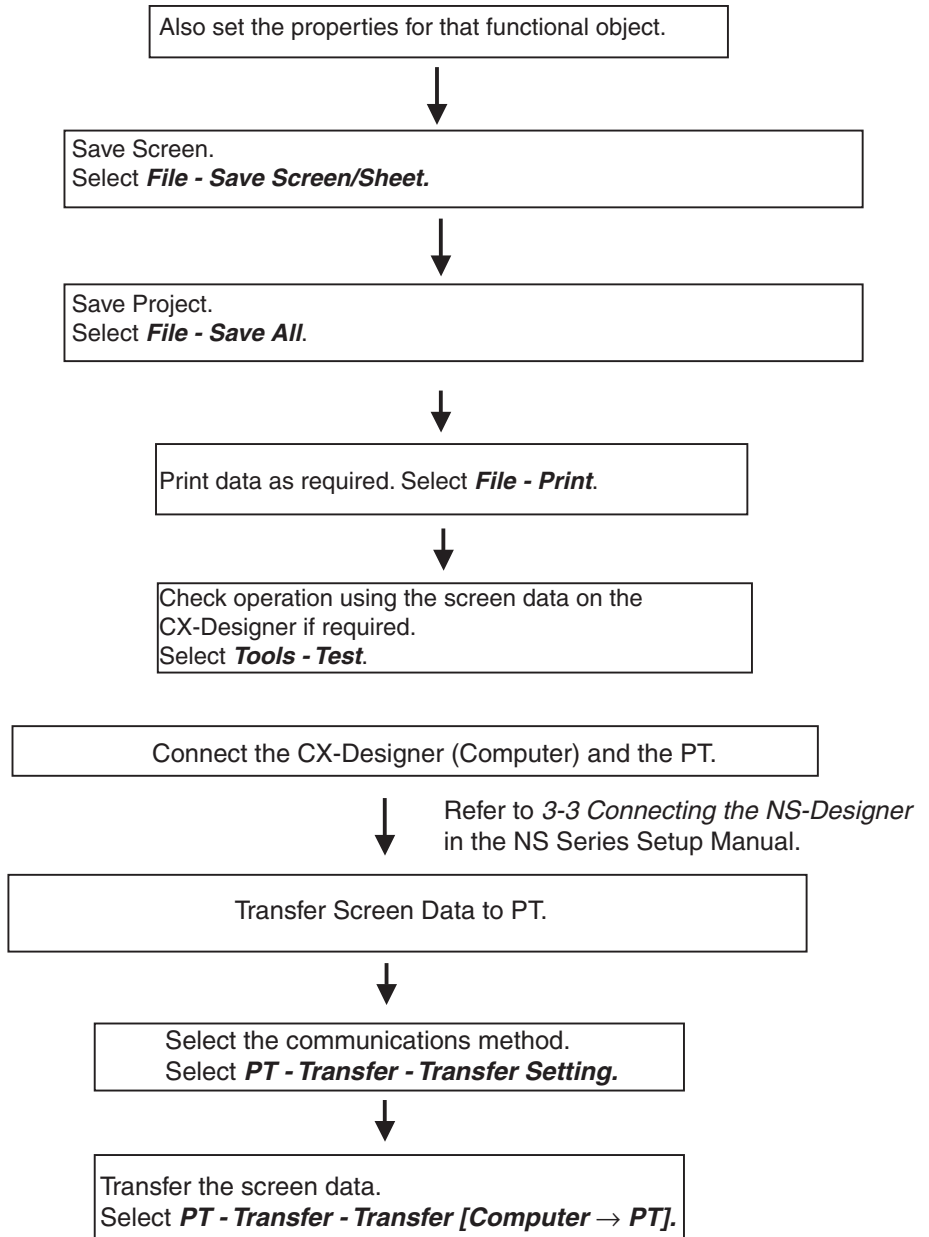 Also set the properties for that functional object.
Save Screen.
Select File - Save Screen/Sheet.
Save Project.
Select File - Save All.
Print data as required. Select File - Print.
Check operation using the screen data on the
CX-Designer if required.
Select Tools - Test.
Connect the CX-Designer (Computer) and the PT.
Refer to 3-3 Connecting the NS-Designer
in the NS Series Setup Manual.
Transfer Screen Data to PT.
Select the communications method.
Select PT - Transfer - Transfer Setting.
Transfer the screen data.
Select PT - Transfer - Transfer [Computer → PT].